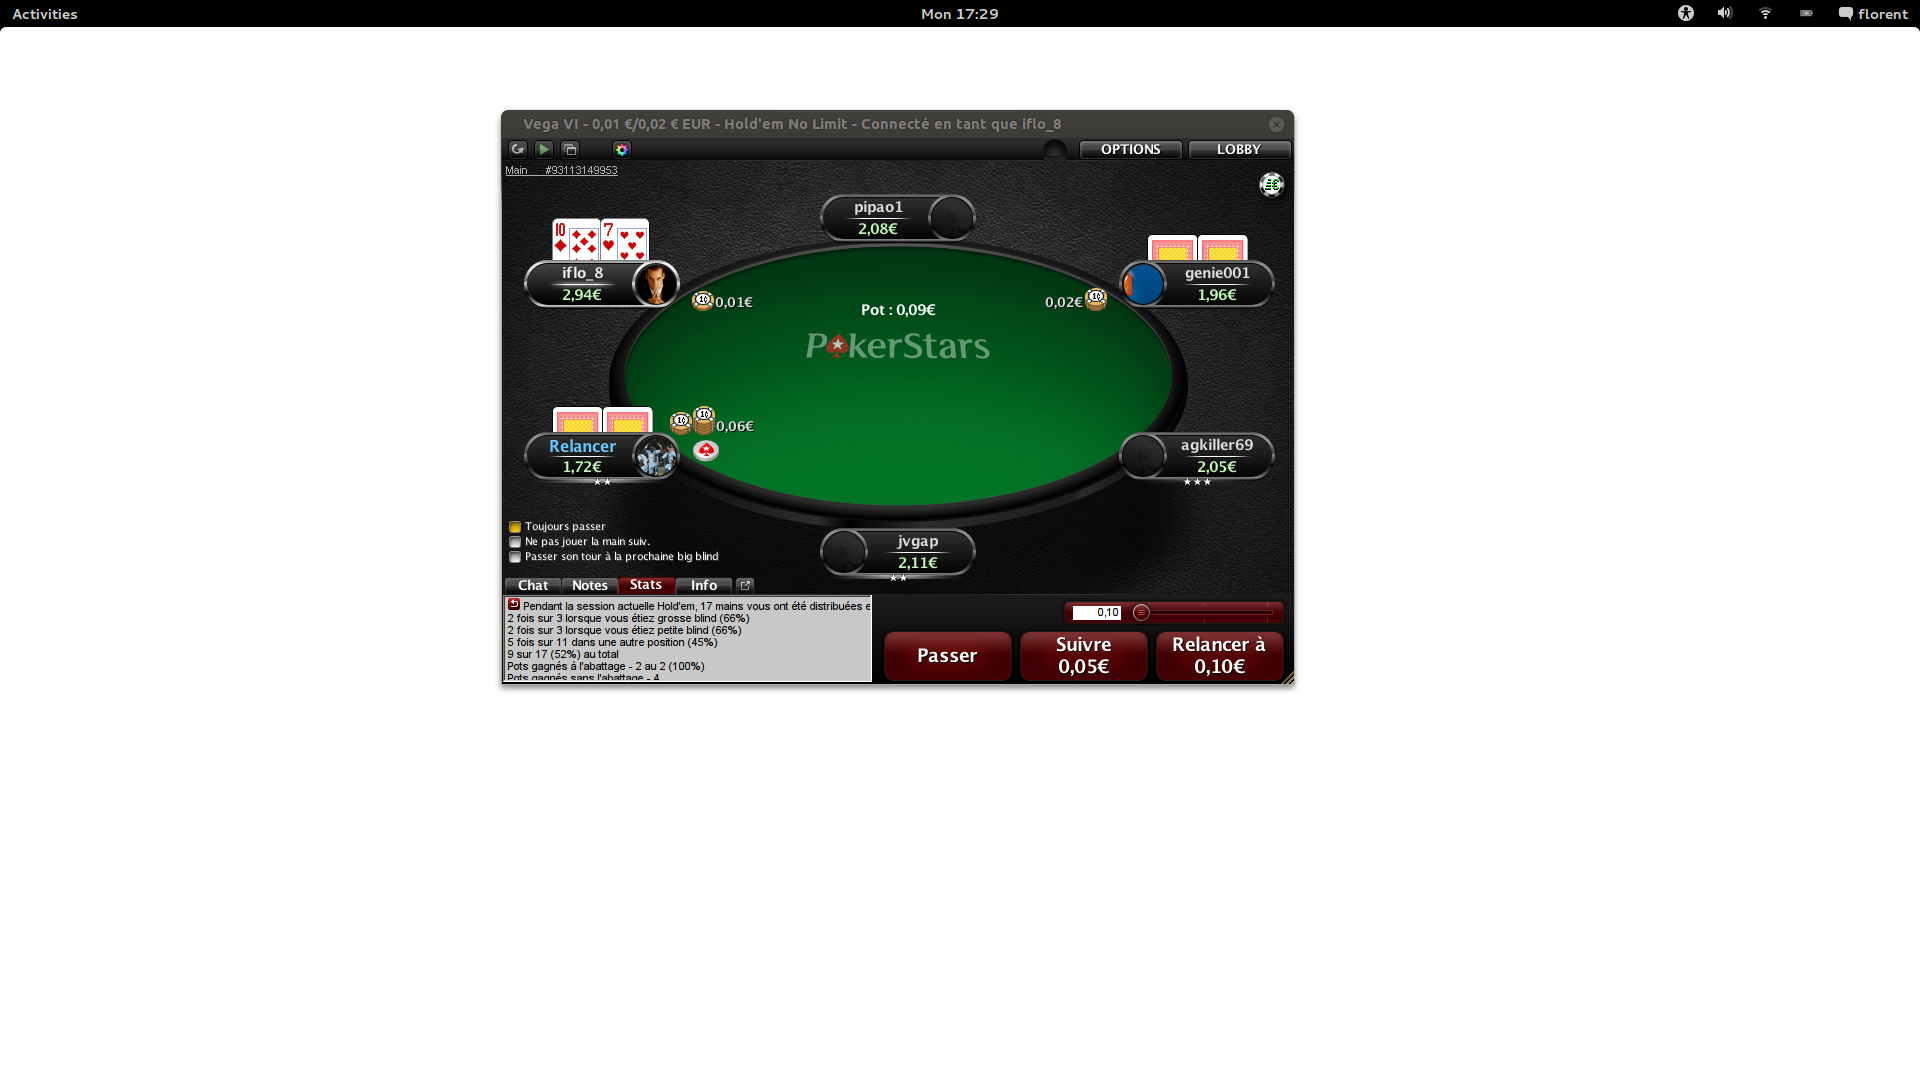 Activities
Mon 17:29
florent
Vega VI - 0,01 €/0,02 € EUR - Hold'em No Limit - Connecté en tant que iflo_8
OPTIONS
LOBBY
Main #93113149953
pipao1
2,08€
10 7
iflo_8
2,94€
genie001
1,96€
0,01€
0,02€
Pot : 0,09€
PokerStars
0,06€
Relancer
1,72€
agkiller69
2,05€
Toujours passer
Ne pas jouer la main suiv.
Passer son tour à la prochaine big blind
jvgap
2,11€
Chat
Notes
Stats
Info
Pendant la session actuelle Hold'em, 17 mains vous ont été distribuées e
2 fois sur 3 lorsque vous étiez grosse blind (66%)
2 fois sur 3 lorsque vous étiez petite blind (66%)
5 fois sur 11 dans une autre position (45%)
9 sur 17 (52%) au total
Pots gagnés à l'abattage - 2 au 2 (100%)
Pots gagnés sans l'abattage - 4
0,10
Passer
Suivre
0,05€
Relancer à
0,10€